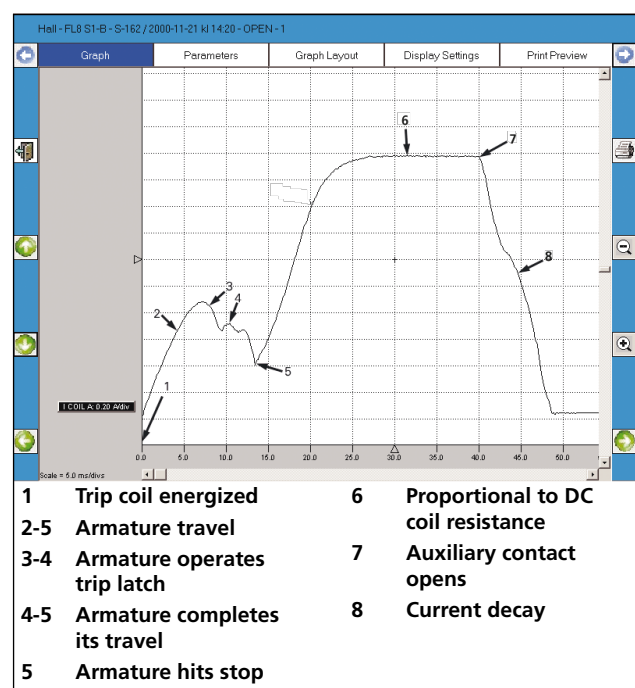 Hall - FL8 S1-B - S-162 / 2000-11-21 kl 14:20 - OPEN - 1
Graph Parameters Graph Layout Display Settings Print Preview
6
7
8
3
2
4
5
1
I COIL A: 0.20 A/div
0.0 5.0 10.0 15.0 20.0 25.0 30.0 35.0 40.0 45.0 50.0
Scale = 5.0 ms/divs
1 Trip coil energized
2-5 Armature travel
3-4 Armature operates
trip latch
4-5 Armature completes
its travel
5 Armature hits stop
6 Proportional to DC
coil resistance
7 Auxiliary contact
opens
8 Current decay